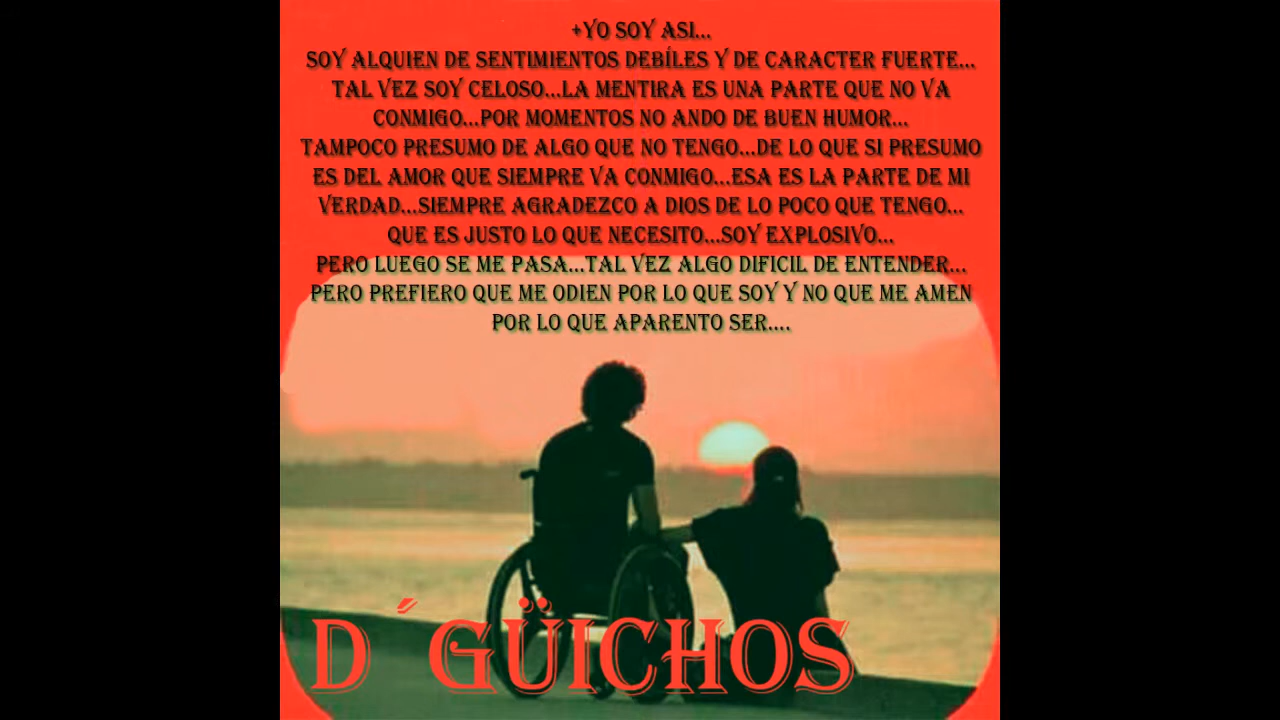 +YO SOY ASI...
SOY ALQUIEN DE SENTIMIENTOS DEBÍLES Y DE CARACTER FUERTE...
TAL VEZ SOY CELOSO...LA MENTIRA ES UNA PARTE QUE NO VA
CONMIGO...POR MOMENTOS NO ANDO DE BUEN HUMOR...
TAMPOCO PRESUMO DE ALGO QUE NO TENGO...DE LO QUE SI PRESUMO
ES DEL AMOR QUE SIEMPRE VA CONMIGO...ESA ES LA PARTE DE MI
VERDAD...SIEMPRE AGRADEZCO A DIOS DE LO POCO QUE TENGO...
QUE ES JUSTO LO QUE NECESITO...SOY EXPLOSIVO...
PERO LUEGO SE ME PASA...TAL VEZ ALGO DIFICIL DE ENTENDER...
PERO PREFIERO QUE ME ODIEN POR LO QUE SOY Y NO QUE ME AMEN
POR LO QUE APARENTO SER....
D´GÜICHOS